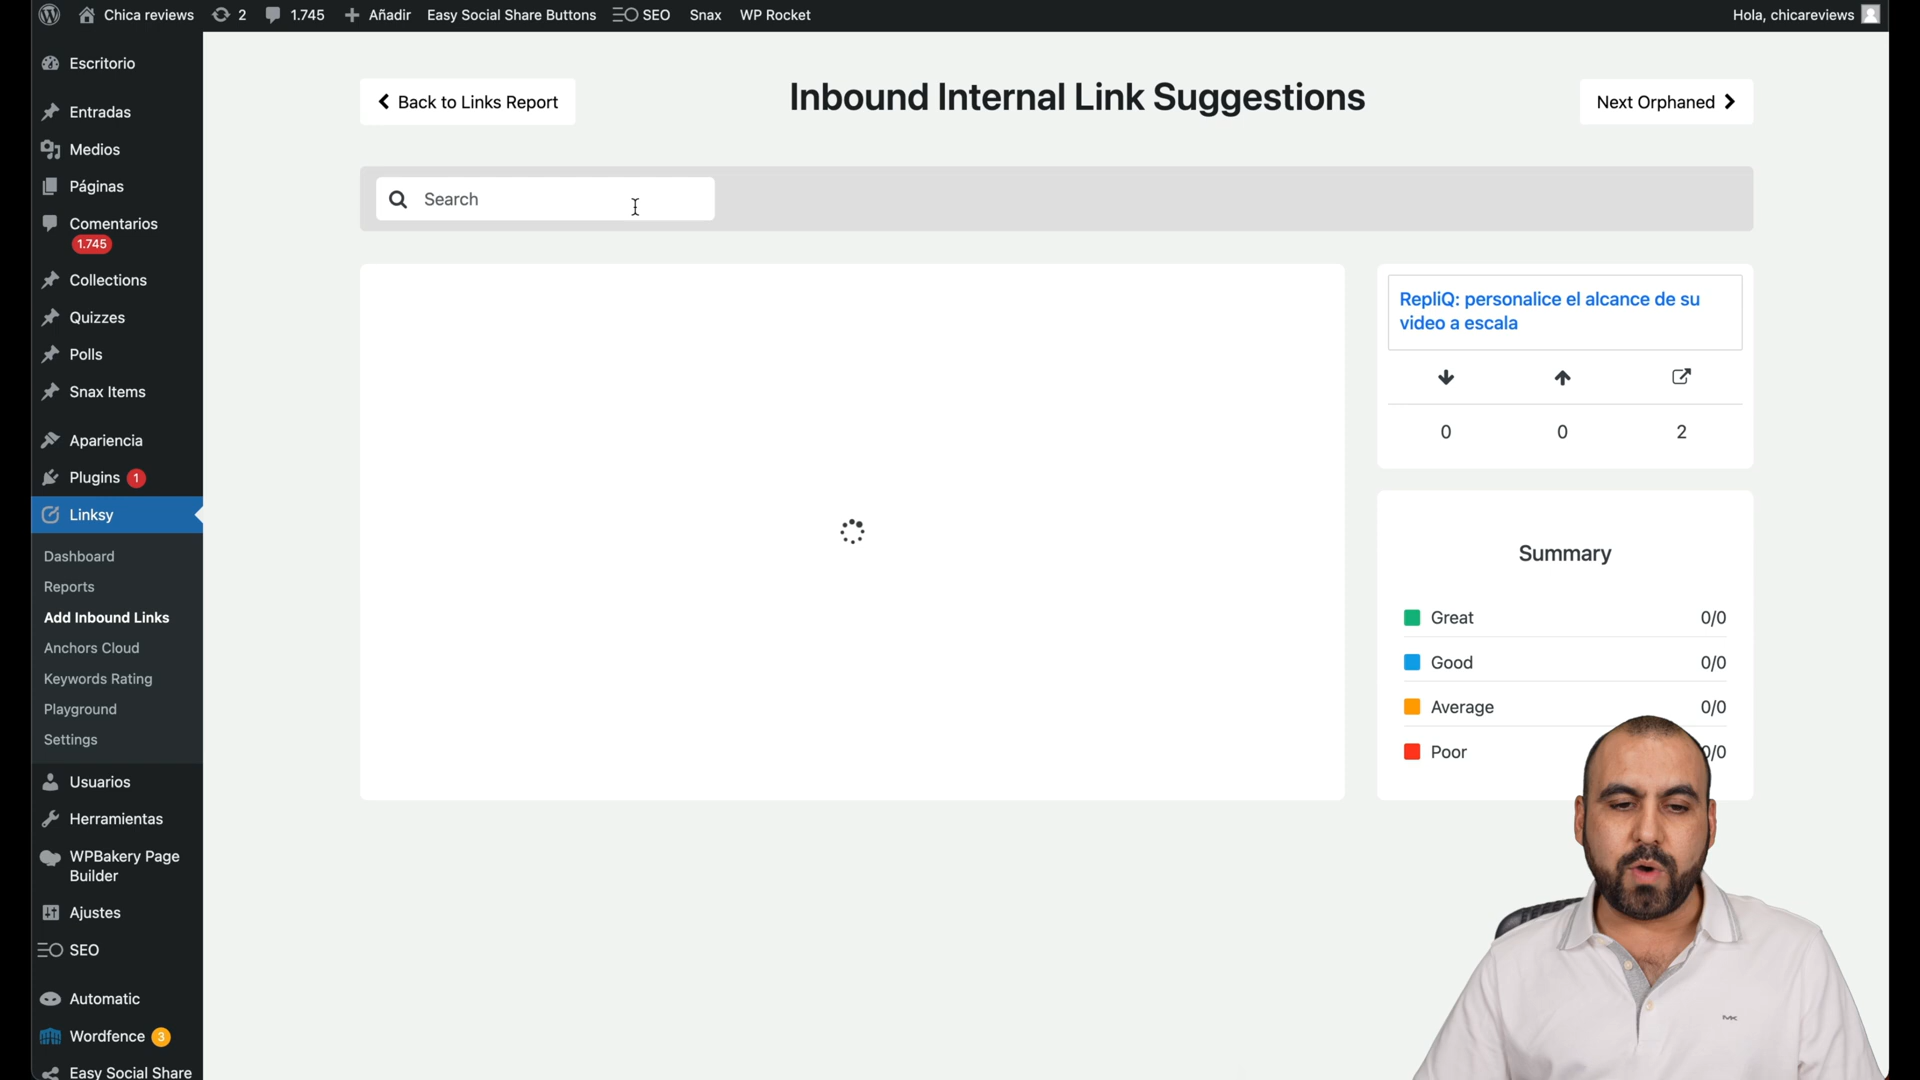 Chica reviews 2 1.745 Añadir Easy Social Share Buttons SEO Snax WP Rocket Hola, chicareviews
Escritorio
Entradas
Medios
Páginas
Comentarios
1.745
Collections
Quizzes
Polls
Snax Items
Apariencia
Plugins 1
Linksy
Dashboard
Reports
Add Inbound Links
Anchors Cloud
Keywords Rating
Playground
Settings
Usuarios
Herramientas
WPBakery Page
Builder
Ajustes
SEO
Automatic
Wordfence 3
Easy Social Share
Back to Links Report
Inbound Internal Link Suggestions
Next Orphaned
Search
RepliQ: personalice el alcance de su
video a escala
0 0 2
Summary
Great 0/0
Good 0/0
Average 0/0
Poor 0/0
MK